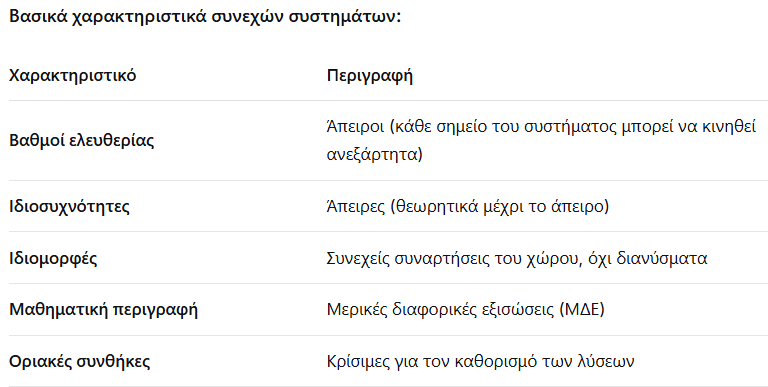 Βασικά χαρακτηριστικά συνεχών συστημάτων:
Χαρακτηριστικό Περιγραφή
Βαθμοί ελευθερίας Άπειροι (κάθε σημείο του συστήματος μπορεί να κινηθεί
ανεξάρτητα)
Ιδιοσυχνότητες Άπειρες (θεωρητικά μέχρι το άπειρο)
Ιδιομορφές Συνεχείς συναρτήσεις του χώρου, όχι διανύσματα
Μαθηματική περιγραφή Μερικές διαφορικές εξισώσεις (ΜΔΕ)
Οριακές συνθήκες Κρίσιμες για τον καθορισμό των λύσεων